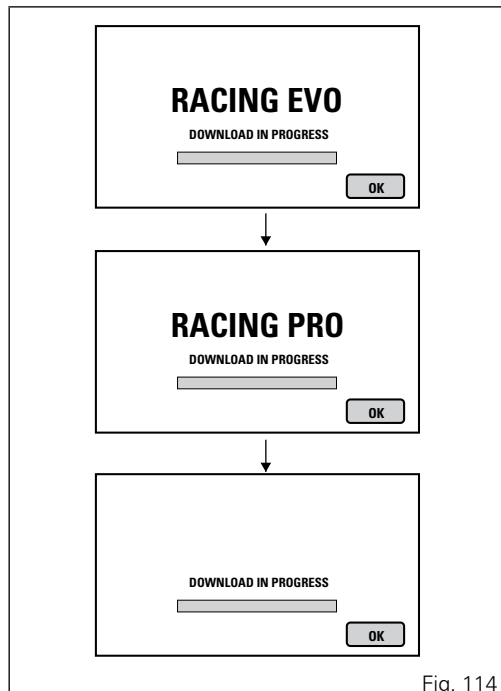 RACING EVO
DOWNLOAD IN PROGRESS
OK
RACING PRO
DOWNLOAD IN PROGRESS
OK
DOWNLOAD IN PROGRESS
OK
Fig. 114